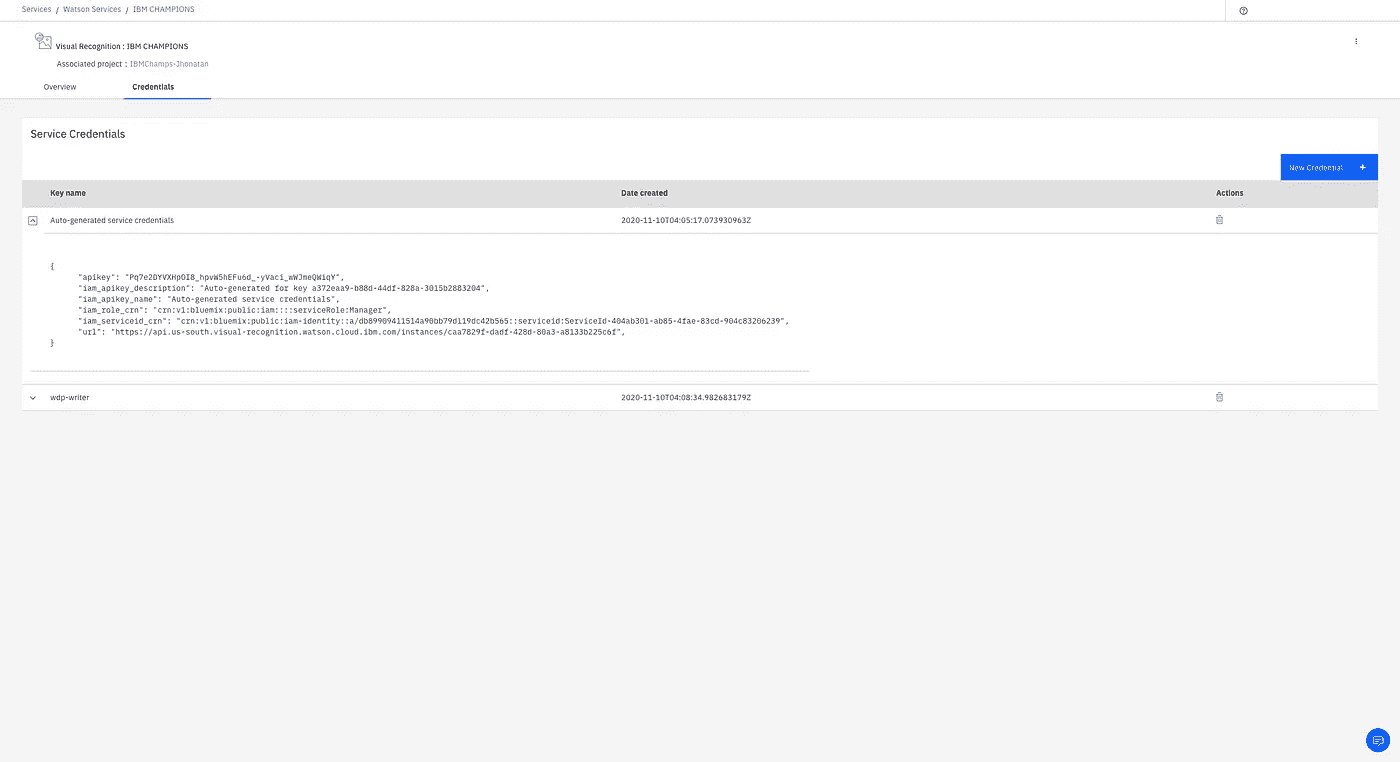 Services / Watson Services / IBM CHAMPIONS
Visual Recognition : IBM CHAMPIONS
Associated project : IBMChamps-Jhonatan
Overview Credentials
Service Credentials
New Credential +
Key name Date created Actions
Auto-generated service credentials 2020-11-10T04:05:17.073930963Z
{
"apikey": "Pq7e2DYVXHpOI8_hpvW5hEFu6d_-yVaci_wWJmeQWiqY",
"iam_apikey_description": "Auto-generated for key a372eaa9-b88d-44df-828a-3015b2883204",
"iam_apikey_name": "Auto-generated service credentials",
"iam_role_crn": "crn:v1:bluemix:public:iam::::serviceRole:Manager",
"iam_serviceid_crn": "crn:v1:bluemix:public:iam-identity::a/db89909411514a90bb79d119dc42b565::serviceid:ServiceId-404ab301-ab85-4fae-83cd-904c83206239",
"url": "https://api.us-south.visual-recognition.watson.cloud.ibm.com/instances/caa7829f-dadf-428d-80a3-a8133b225c6f",
}
wdp-writer 2020-11-10T04:08:34.982683179Z